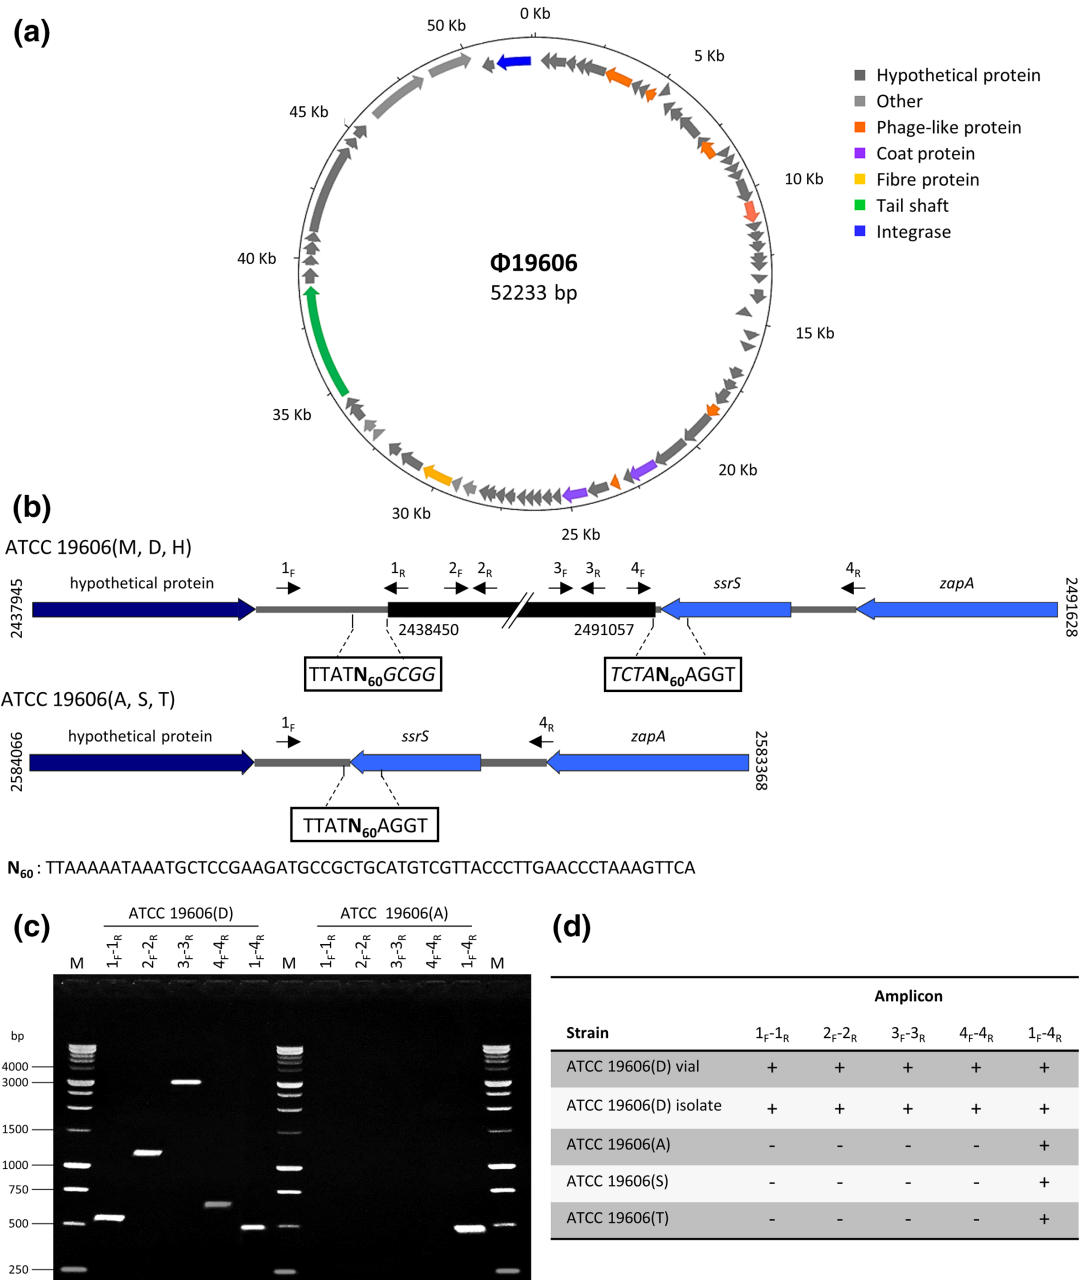 (a)
0 Kb
5 Kb
10 Kb
15 Kb
20 Kb
25 Kb
30 Kb
35 Kb
40 Kb
45 Kb
50 Kb
Φ19606
52233 bp
Hypothetical protein
Other
Phage-like protein
Coat protein
Fibre protein
Tail shaft
Integrase
(b)
ATCC 19606(M, D, H)
2437945
hypothetical protein
1F
1R
2F
2R
3F
3R
4F
ssrS
4R
zapA
2491628
2438450
2491057
TTATN60GCGG
TCTAN60AGGT
ATCC 19606(A, S, T)
2584066
hypothetical protein
1F
ssrS
4R
zapA
2583368
TTATN60AGGT
N60: TTAAAAATAAATGCTCCGAAGATGCCGCTGCATGTCGTTACCCTTGAACCCTAAAGTTCA
(c)
ATCC 19606(D)
ATCC 19606(A)
M
1F-1R
2F-2R
3F-3R
4F-4R
1F-4R
M
1F-1R
2F-2R
3F-3R
4F-4R
1F-4R
M
bp
4000
3000
1500
1000
750
500
250
(d)
Amplicon
Strain 1F-1R 2F-2R 3F-3R 4F-4R 1F-4R
ATCC 19606(D) vial + + + + +
ATCC 19606(D) isolate + + + + +
ATCC 19606(A) - - - - +
ATCC 19606(S) - - - - +
ATCC 19606(T) - - - - +